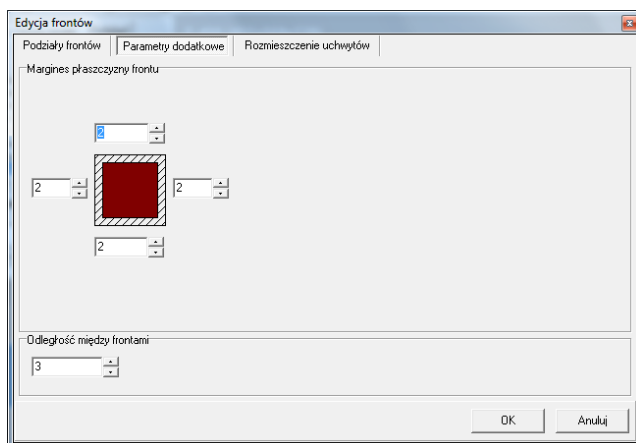 Edycja frontów
Podziały frontów Parametry dodatkowe Rozmieszczenie uchwytów
Margines płaszczyzny frontu
2
2 2
2
Odległość między frontami
3
OK Anuluj